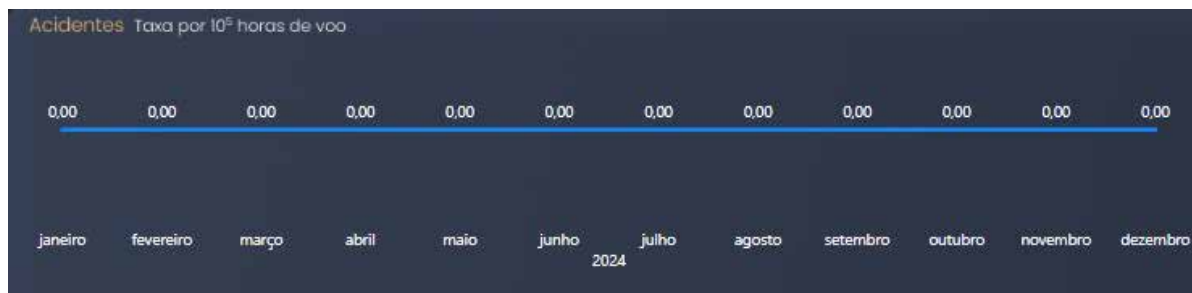 Acidentes Taxa por 10⁵ horas de voo
0,00 0,00 0,00 0,00 0,00 0,00 0,00 0,00 0,00 0,00 0,00 0,00
janeiro fevereiro março abril maio junho julho agosto setembro outubro novembro dezembro
2024